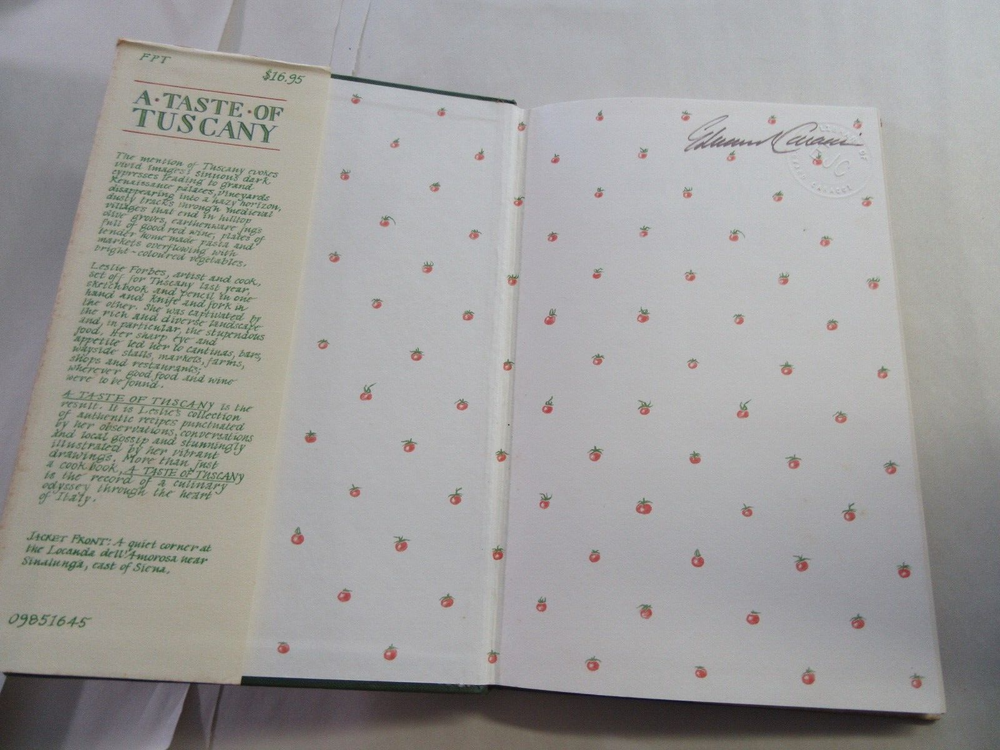 FPT
$16.95
A·TASTE·OF
TUSCANY
The mention of Tuscany evokes
vivid images: sinuous dark
cypresses leading to grand
Renaissance palaces, vineyards
disappearing into a hazy horizon,
dusty tracks through medieval
villages that end in hilltop
olive groves, earthenware jugs
full of good red wine, plates of
tender home made pasta and
markets overflowing with
bright-coloured vegetables.
Leslie Forbes, artist and cook,
set off for Tuscany last year,
sketchbook and pencil in one
hand and knife and fork in
the other. She was captivated by
the rich and diverse landscape
and, in particular, the stupendous
food. Her sharp eye and
appetite led her to cantinas, bars,
wayside stalls, markets, farms,
shops and restaurants;
wherever good food and wine
were to be found.
A TASTE OF TUSCANY is the
result. It is Leslie's collection
of authentic recipes punctuated
by her observations, conversations
and local gossip and stunningly
illustrated by her vibrant
drawings. More than just
a cookbook, A TASTE OF TUSCANY
is the record of a culinary
odyssey through the heart
of Italy.
JACKET FRONT: A quiet corner at
the Locanda dell'Amorosa near
Sinalunga, east of Siena.
09851645